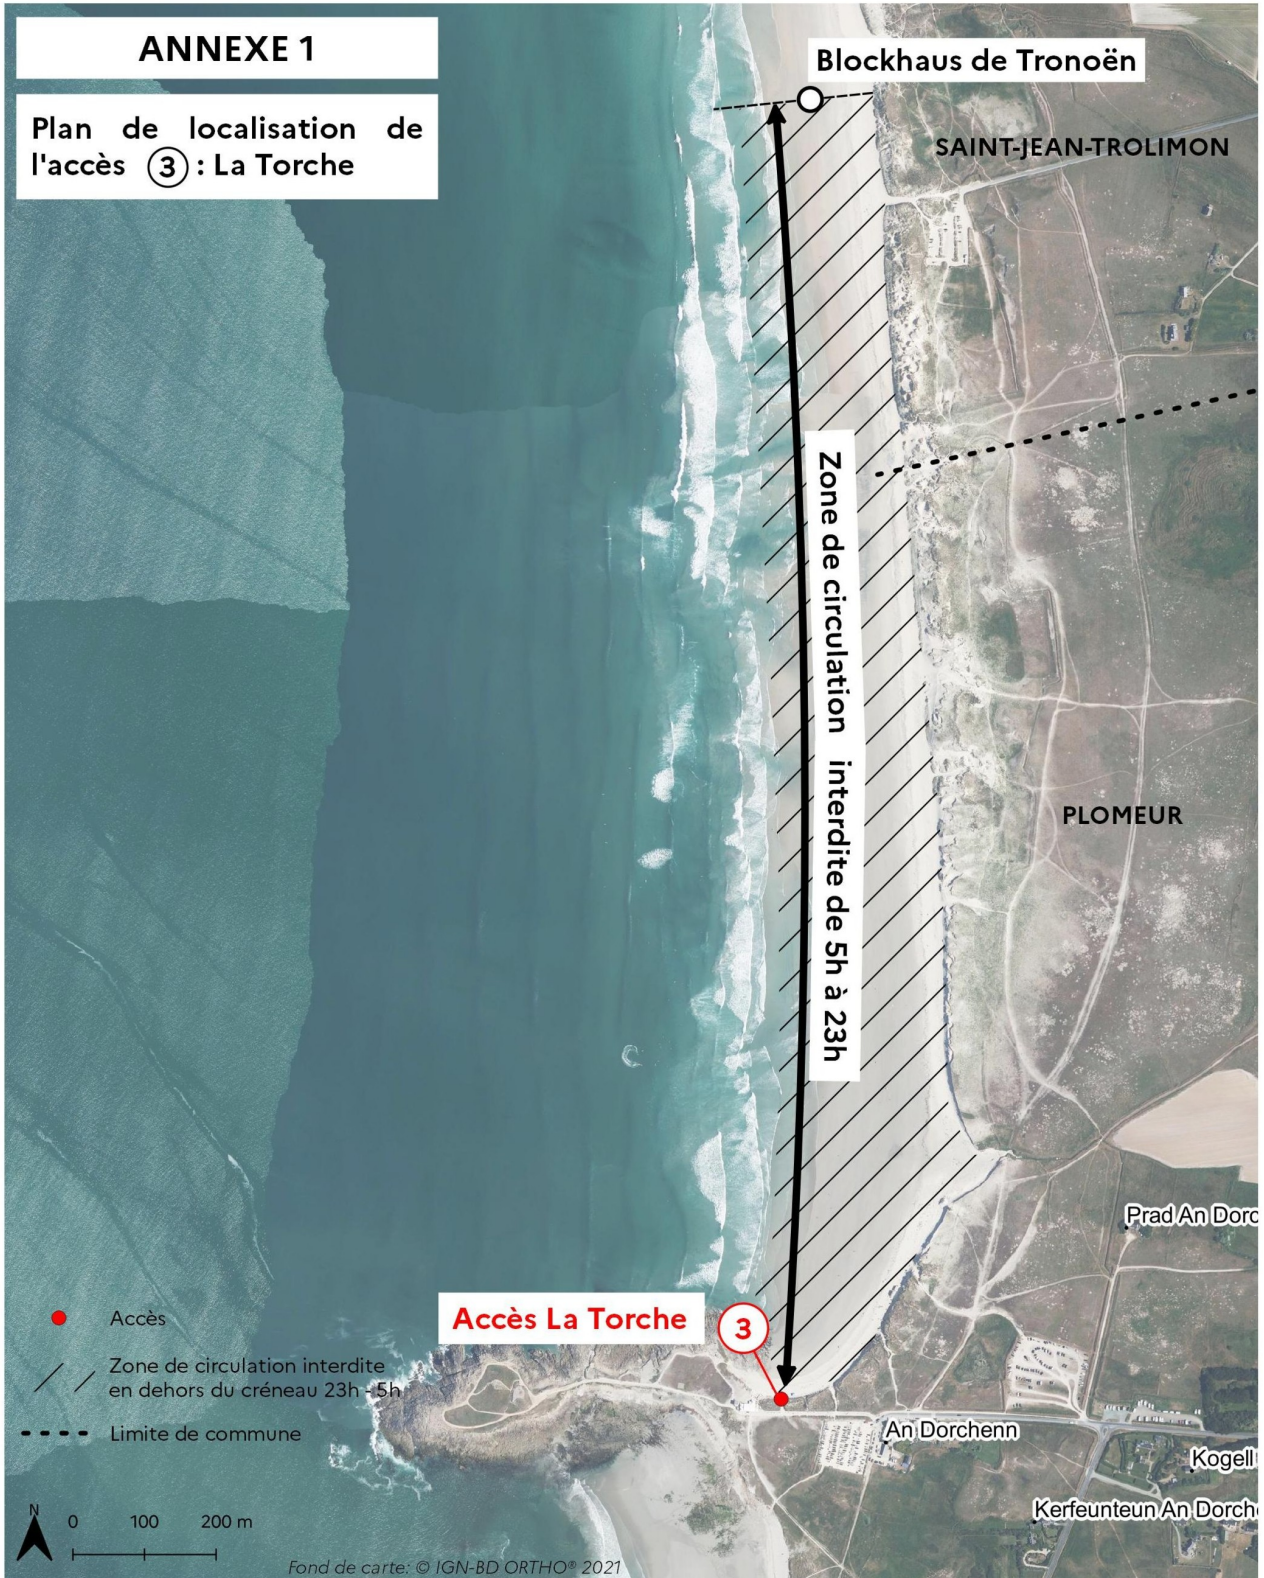 ANNEXE 1
Plan de localisation de
l'accès 3 : La Torche
Blockhaus de Tronoën
SAINT-JEAN-TROLIMON
Zone de circulation interdite de 5h à 23h
PLOMEUR
Prad An Dorc
Accès La Torche 3
Accès
Zone de circulation interdite
en dehors du créneau 23h - 5h
Limite de commune
An Dorchenn
Kogell
Kerfeunteun An Dorch
N
0 100 200 m
Fond de carte: © IGN-BD ORTHO® 2021